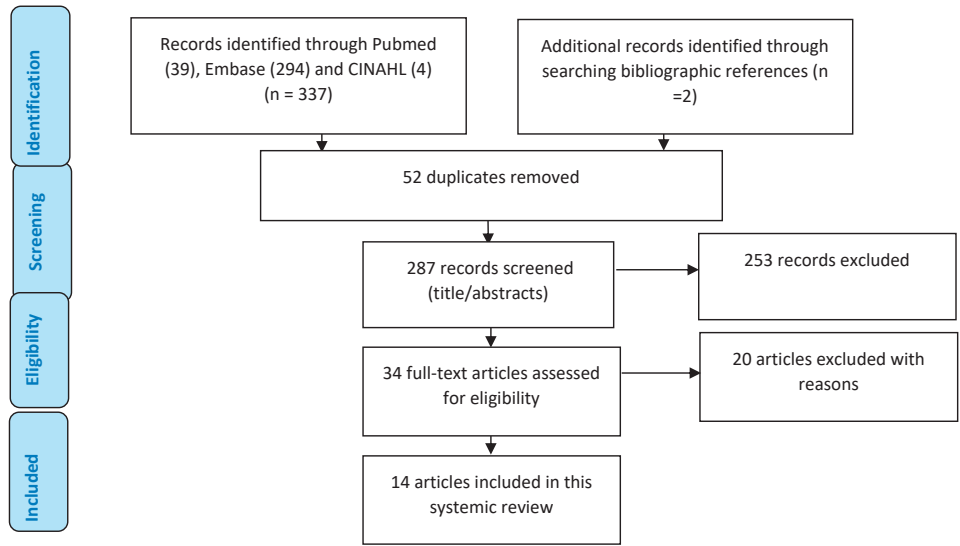 Identification
Records identified through Pubmed
(39), Embase (294) and CINAHL (4)
(n = 337)
Additional records identified through
searching bibliographic references (n
=2)
52 duplicates removed
Screening
287 records screened
(title/abstracts)
253 records excluded
Eligibility
34 full-text articles assessed
for eligibility
20 articles excluded with
reasons
Included
14 articles included in this
systemic review